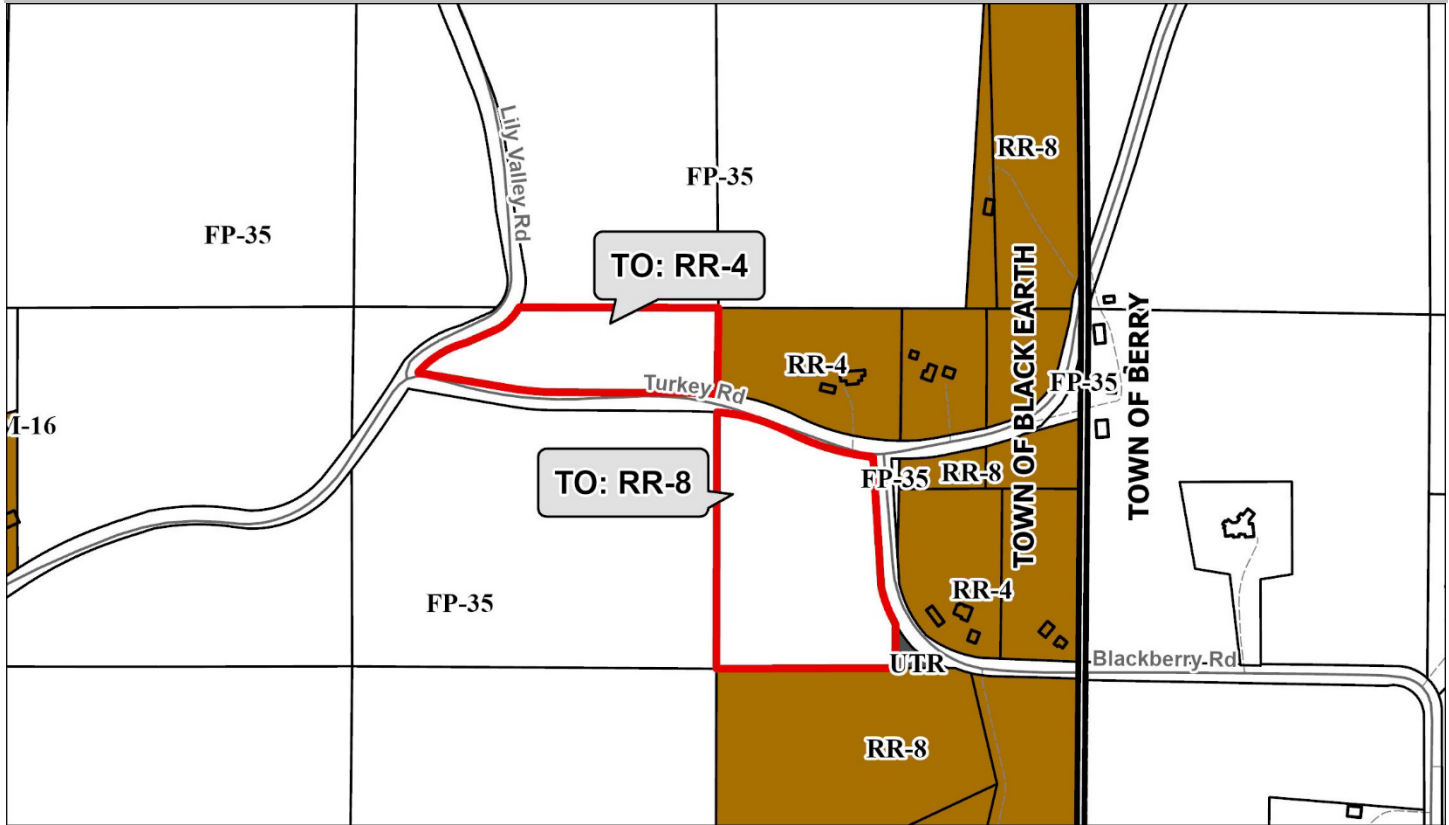 RR-8
Lily Valley Rd
FP-35
FP-35
TO: RR-4
TOWN OF BLACK EARTH
TOWN OF BERRY
RR-4
Turkey Rd
FP-35
M-16
TO: RR-8
FP-35
RR-8
RR-4
FP-35
UTR
Blackberry Rd
RR-8